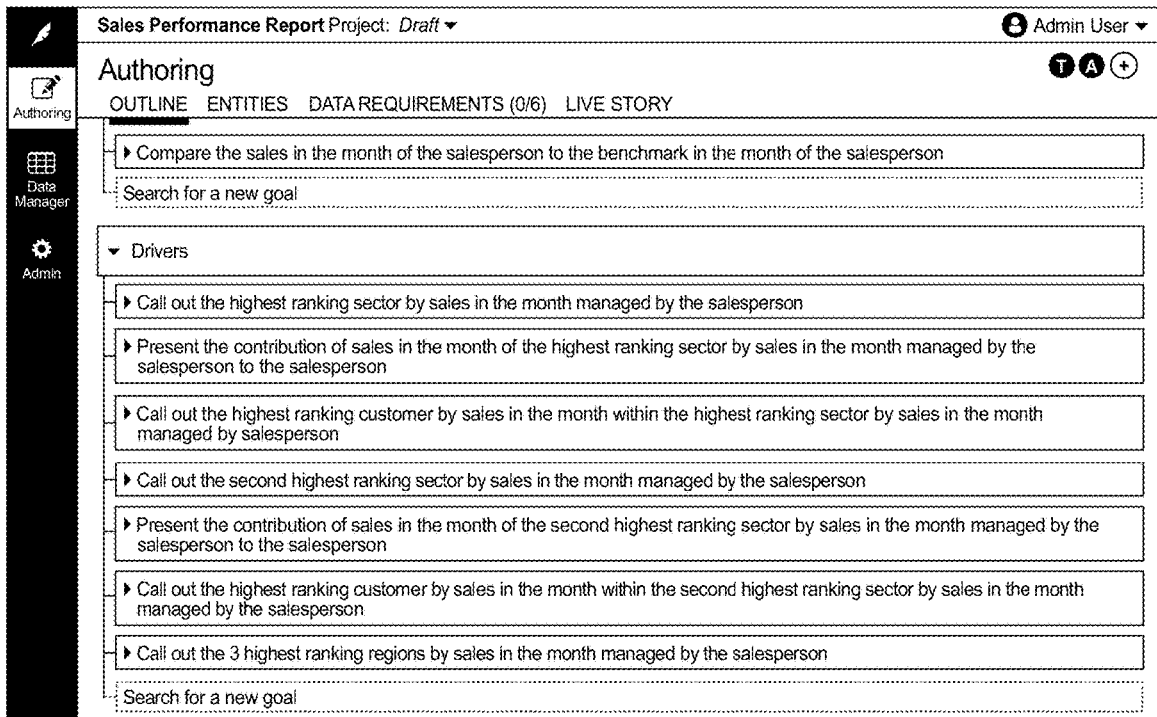 Sales Performance Report Project: Draft
Admin User
Authoring
T A +
Authoring
OUTLINE ENTITIES DATA REQUIREMENTS (0/6) LIVE STORY
Compare the sales in the month of the salesperson to the benchmark in the month of the salesperson
Search for a new goal
Data
Manager
Admin
Drivers
Call out the highest ranking sector by sales in the month managed by the salesperson
Present the contribution of sales in the month of the highest ranking sector by sales in the month managed by the
salesperson to the salesperson
Call out the highest ranking customer by sales in the month within the highest ranking sector by sales in the month
managed by salesperson
Call out the second highest ranking sector by sales in the month managed by the salesperson
Present the contribution of sales in the month of the second highest ranking sector by sales in the month managed by the
salesperson to the salesperson
Call out the highest ranking customer by sales in the month within the second highest ranking sector by sales in the month
managed by the salesperson
Call out the 3 highest ranking regions by sales in the month managed by the salesperson
Search for a new goal